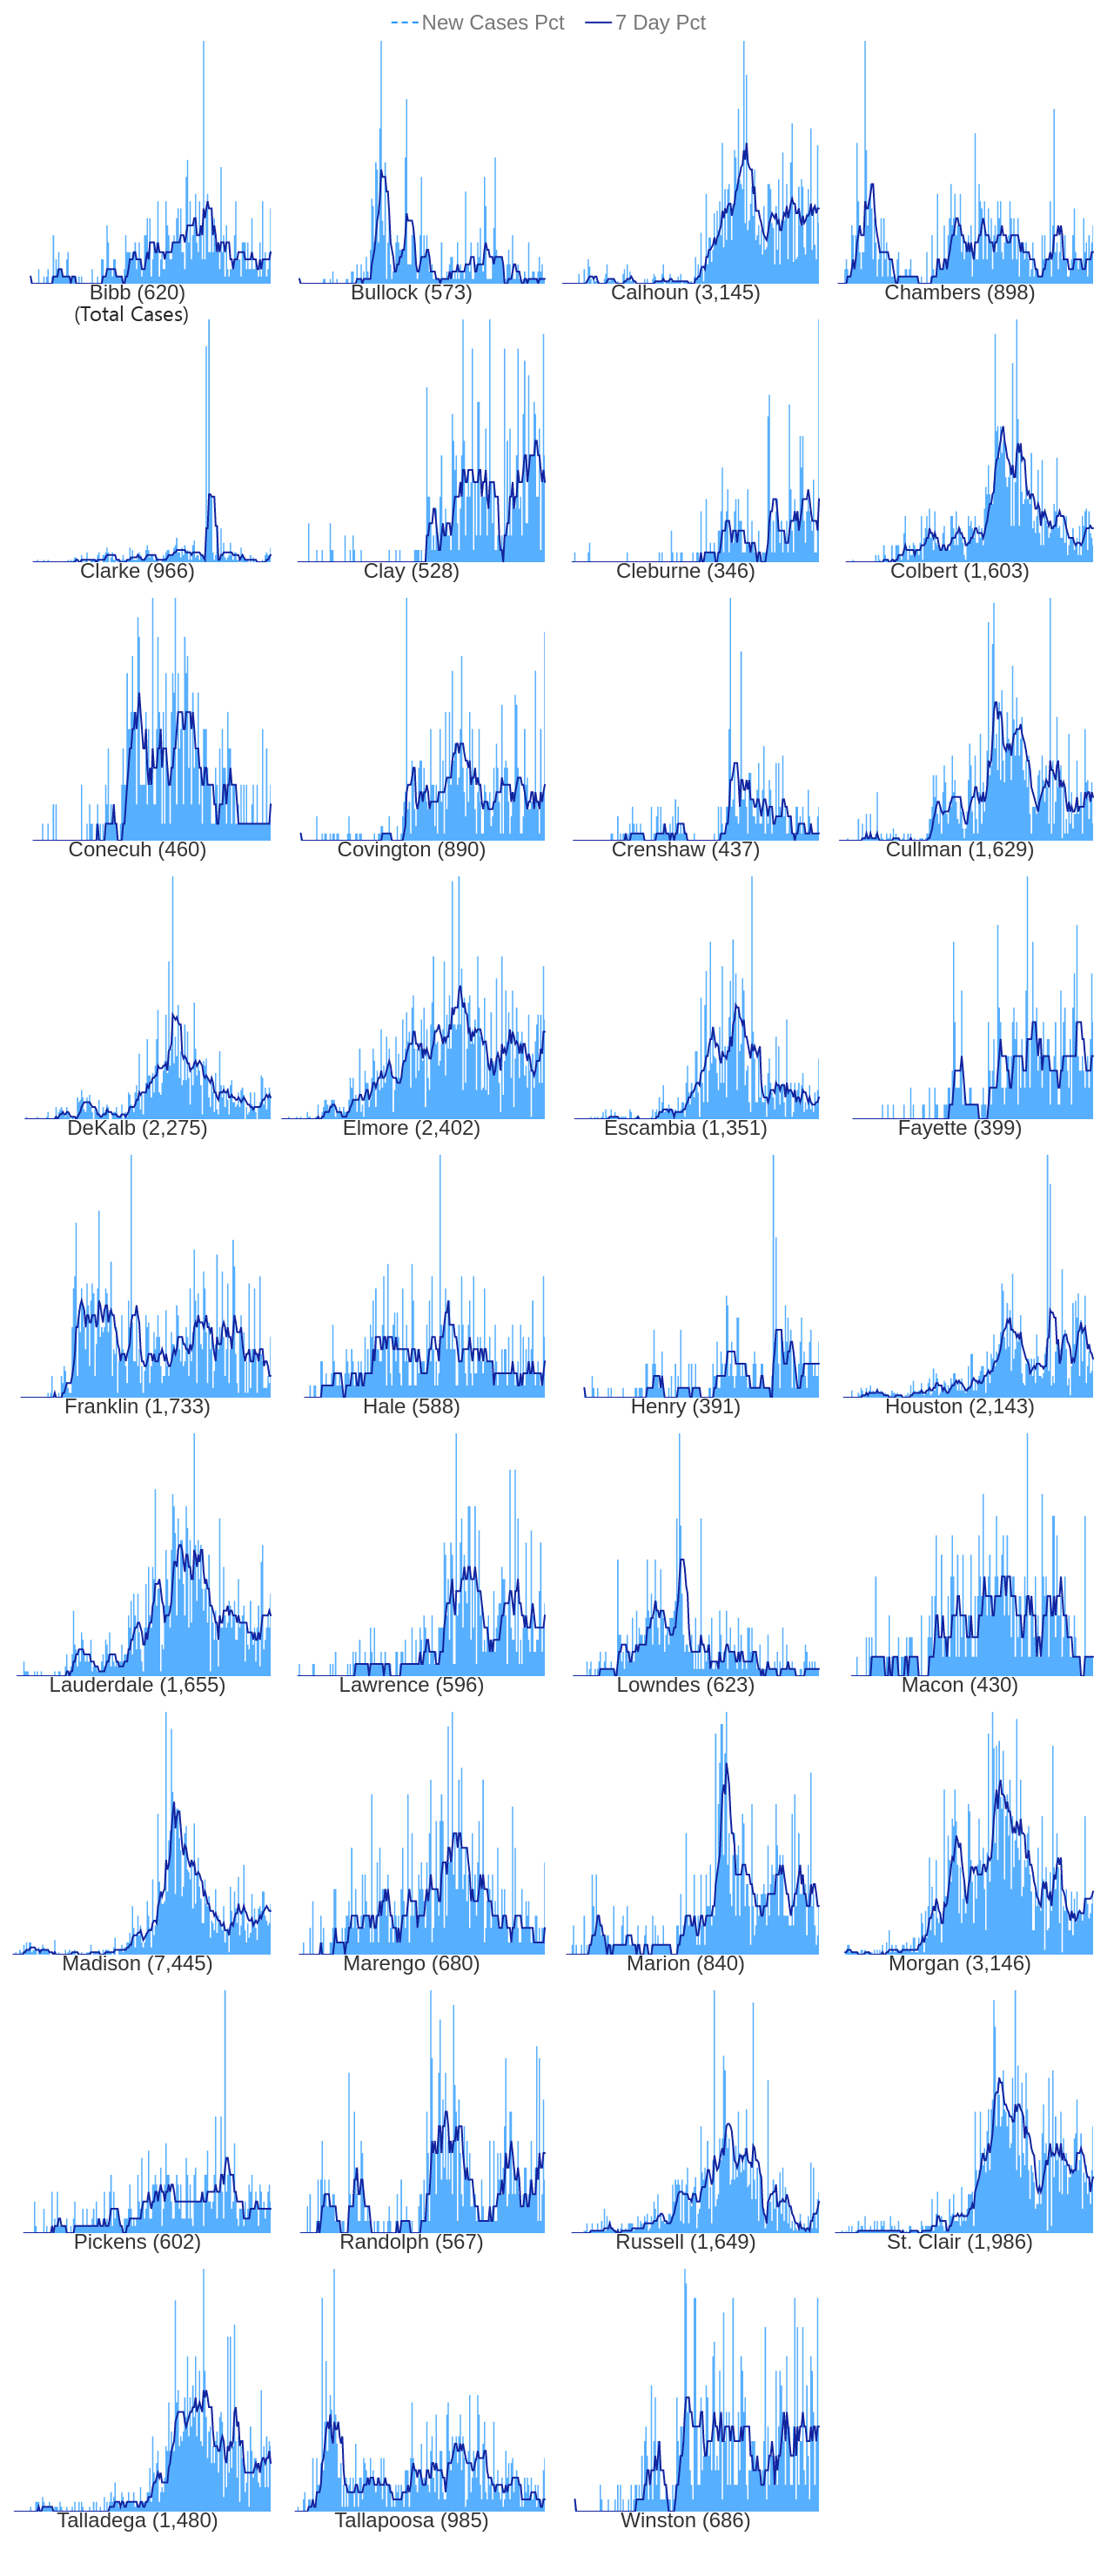 New Cases Pct 7 Day Pct
Bibb (620) Bullock (573) Calhoun (3,145) Chambers (898)
(Total Cases)
Clarke (966) Clay (528) Cleburne (346) Colbert (1,603)
Conecuh (460) Covington (890) Crenshaw (437) Cullman (1,629)
DeKalb (2,275) Elmore (2,402) Escambia (1,351) Fayette (399)
Franklin (1,733) Hale (588) Henry (391) Houston (2,143)
Lauderdale (1,655) Lawrence (596) Lowndes (623) Macon (430)
Madison (7,445) Marengo (680) Marion (840) Morgan (3,146)
Pickens (602) Randolph (567) Russell (1,649) St. Clair (1,986)
Talladega (1,480) Tallapoosa (985) Winston (686)